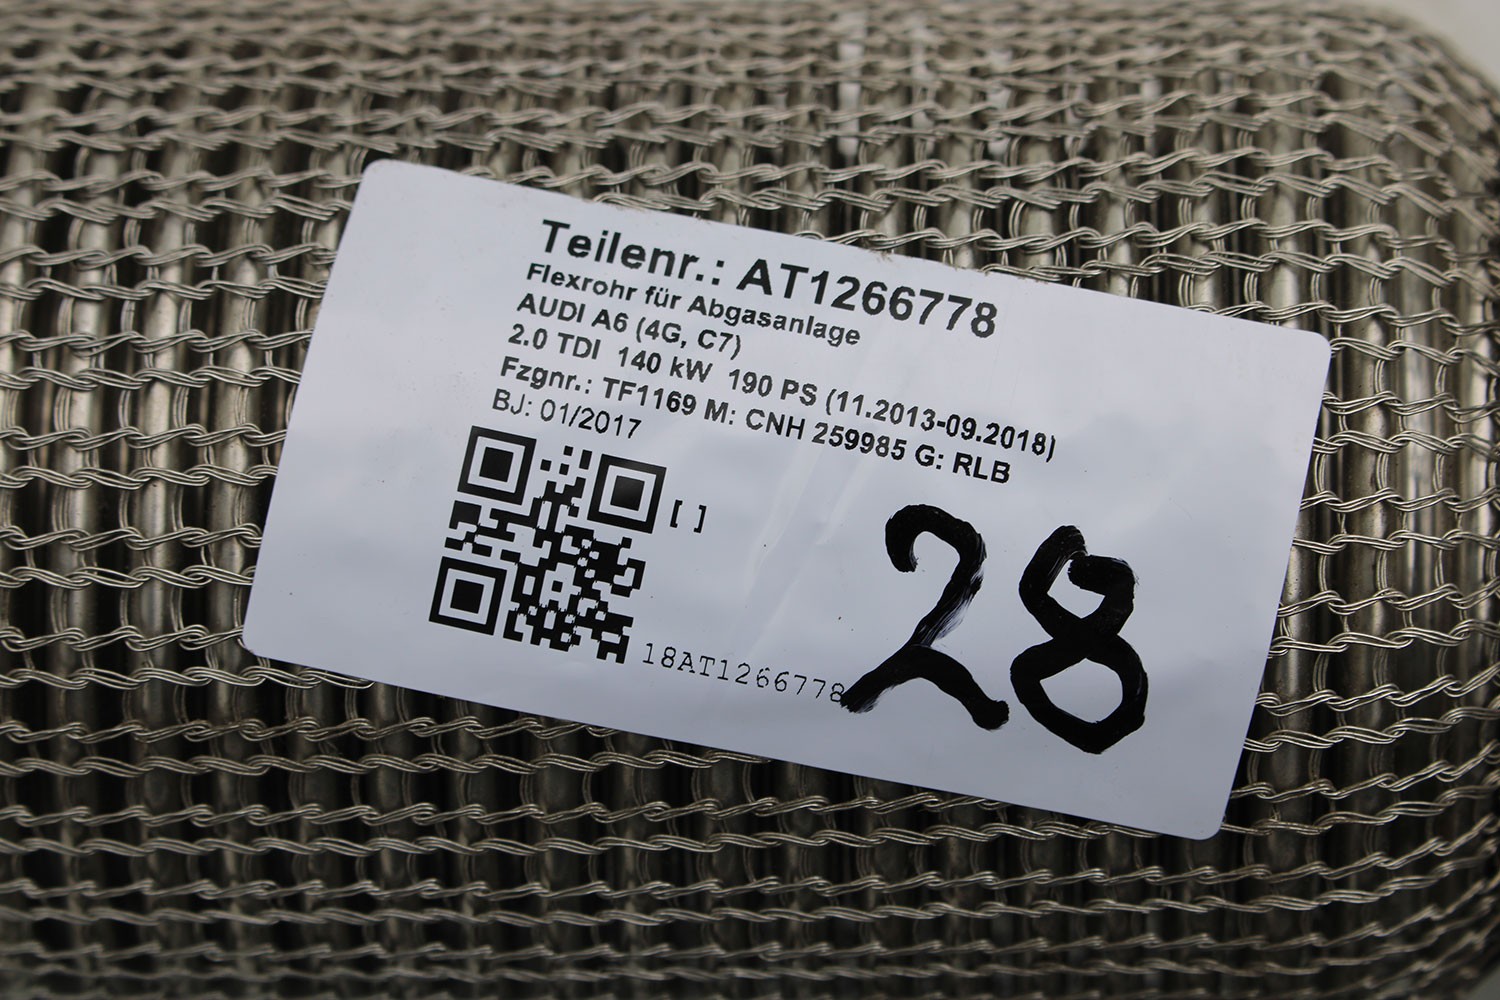 Teilenr.: AT1266778
Flexrohr für Abgasanlage
AUDI A6 (4G, C7)
2.0 TDI 140 kW 190 PS (11.2013-09.2018)
Fzgnr.: TF1169 M: CNH 259985 G: RLB
BJ: 01/2017
[ ]
18AT1266778
28